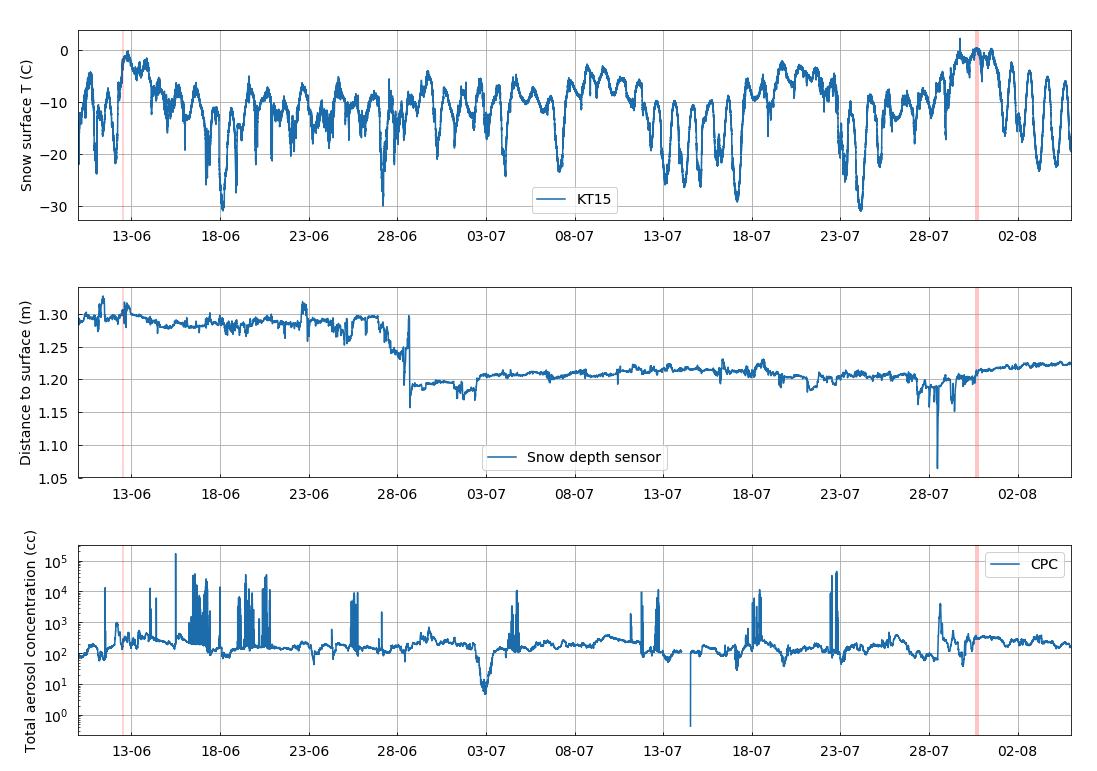 Snow surface T (C)
0
−10
−20
−30
KT15
13-06 18-06 23-06 28-06 03-07 08-07 13-07 18-07 23-07 28-07 02-08
Distance to surface (m)
1.30
1.25
1.20
1.15
1.10
1.05
Snow depth sensor
13-06 18-06 23-06 28-06 03-07 08-07 13-07 18-07 23-07 28-07 02-08
Total aerosol concentration (cc)
10⁵
10⁴
10³
10²
10¹
10⁰
CPC
13-06 18-06 23-06 28-06 03-07 08-07 13-07 18-07 23-07 28-07 02-08